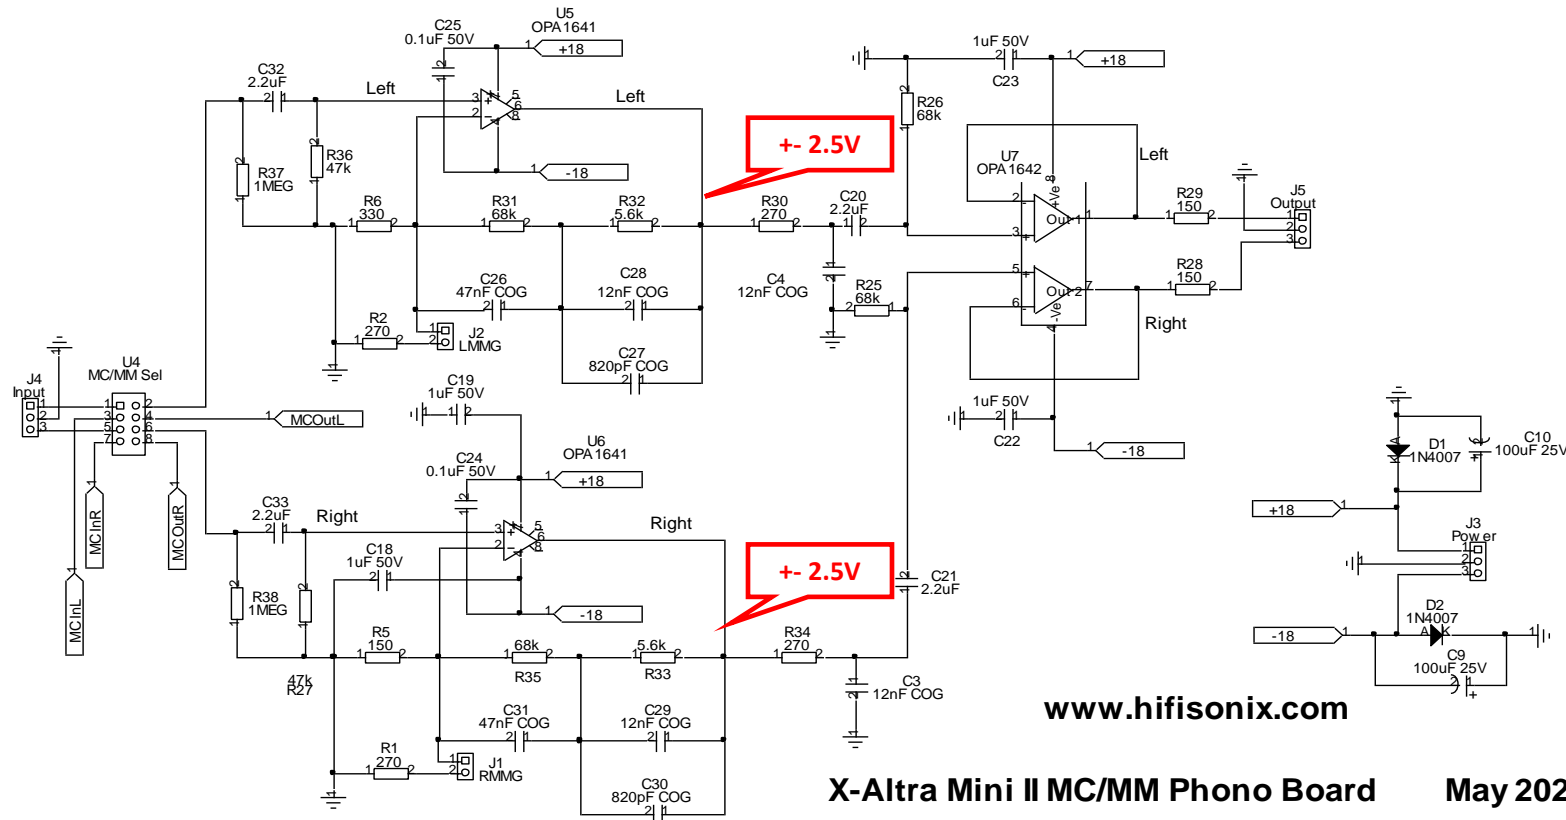 C25
0.1uF 50V
U5
OPA1641
+18
1uF 50V
C23
+18
C32
2.2uF
Left
Left
R26
68k
+- 2.5V
U7
OPA1642
Left
R37
1MEG
R36
47k
-18
R6
330
R31
68k
R32
5.6k
R30
270
C20
2.2uF
+Ve
Out 1
R29
150
J5
Output
C26
47nF COG
C28
12nF COG
C4
12nF COG
R25
68k
Out 2
-Ve
R28
150
Right
R2
270
J2
LMMG
C27
820pF COG
J4
Input
U4
MC/MM Sel
C19
1uF 50V
1uF 50V
C22
-18
MCOutL
MCInR
MCOutR
MCInL
C24
0.1uF 50V
U6
OPA1641
+18
D1
1N4007
C10
100uF 25V
+18
C33
2.2uF
Right
Right
C18
1uF 50V
J3
Power
+- 2.5V
C21
2.2uF
R38
1MEG
47k
R27
-18
R5
150
68k
R35
5.6k
R33
R34
270
-18
D2
1N4007
C9
100uF 25V
C3
12nF COG
C31
47nF COG
C29
12nF COG
www.hifisonix.com
R1
270
J1
RMMG
C30
820pF COG
X-Altra Mini II MC/MM Phono Board May 202